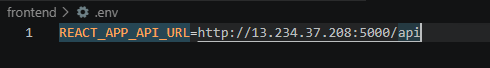 frontend > .env
1 REACT_APP_API_URL=http://13.234.37.208:5000/api